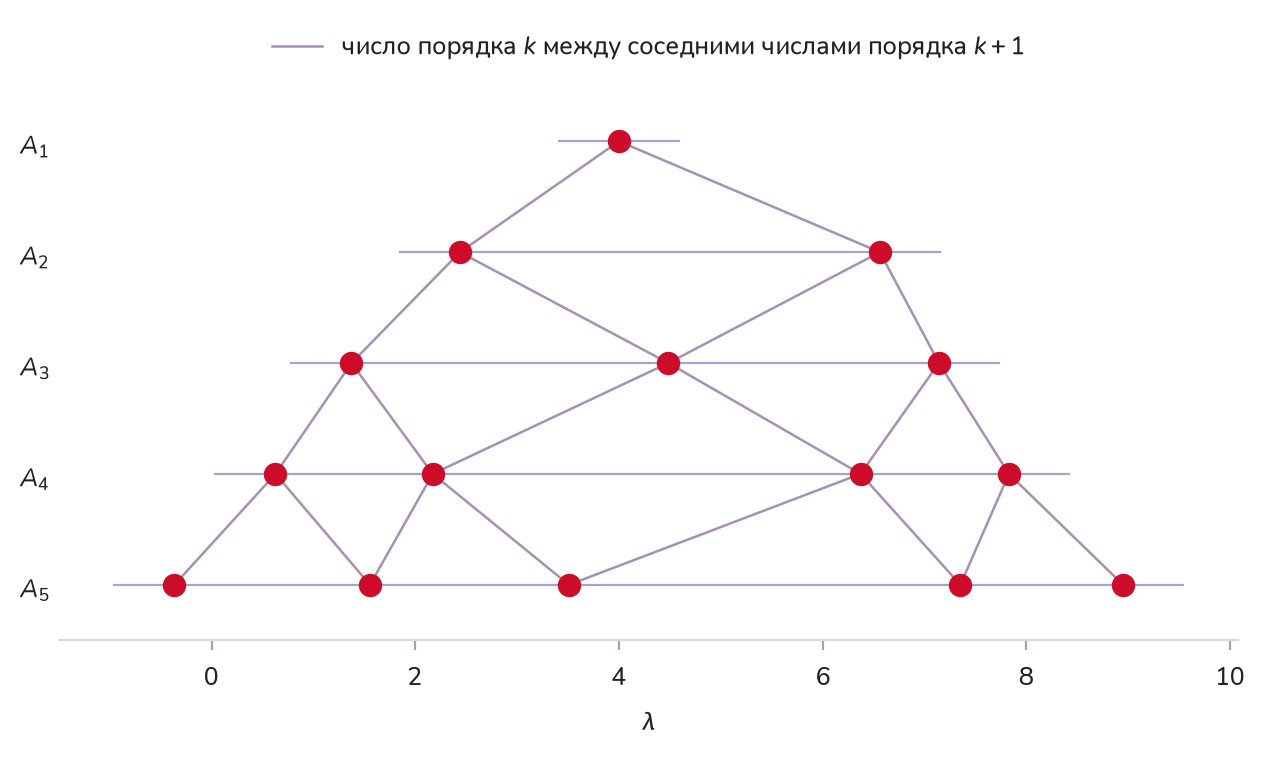 число порядка k между соседними числами порядка k + 1
A₁
A₂
A₃
A₄
A₅
0 2 4 6 8 10
λ